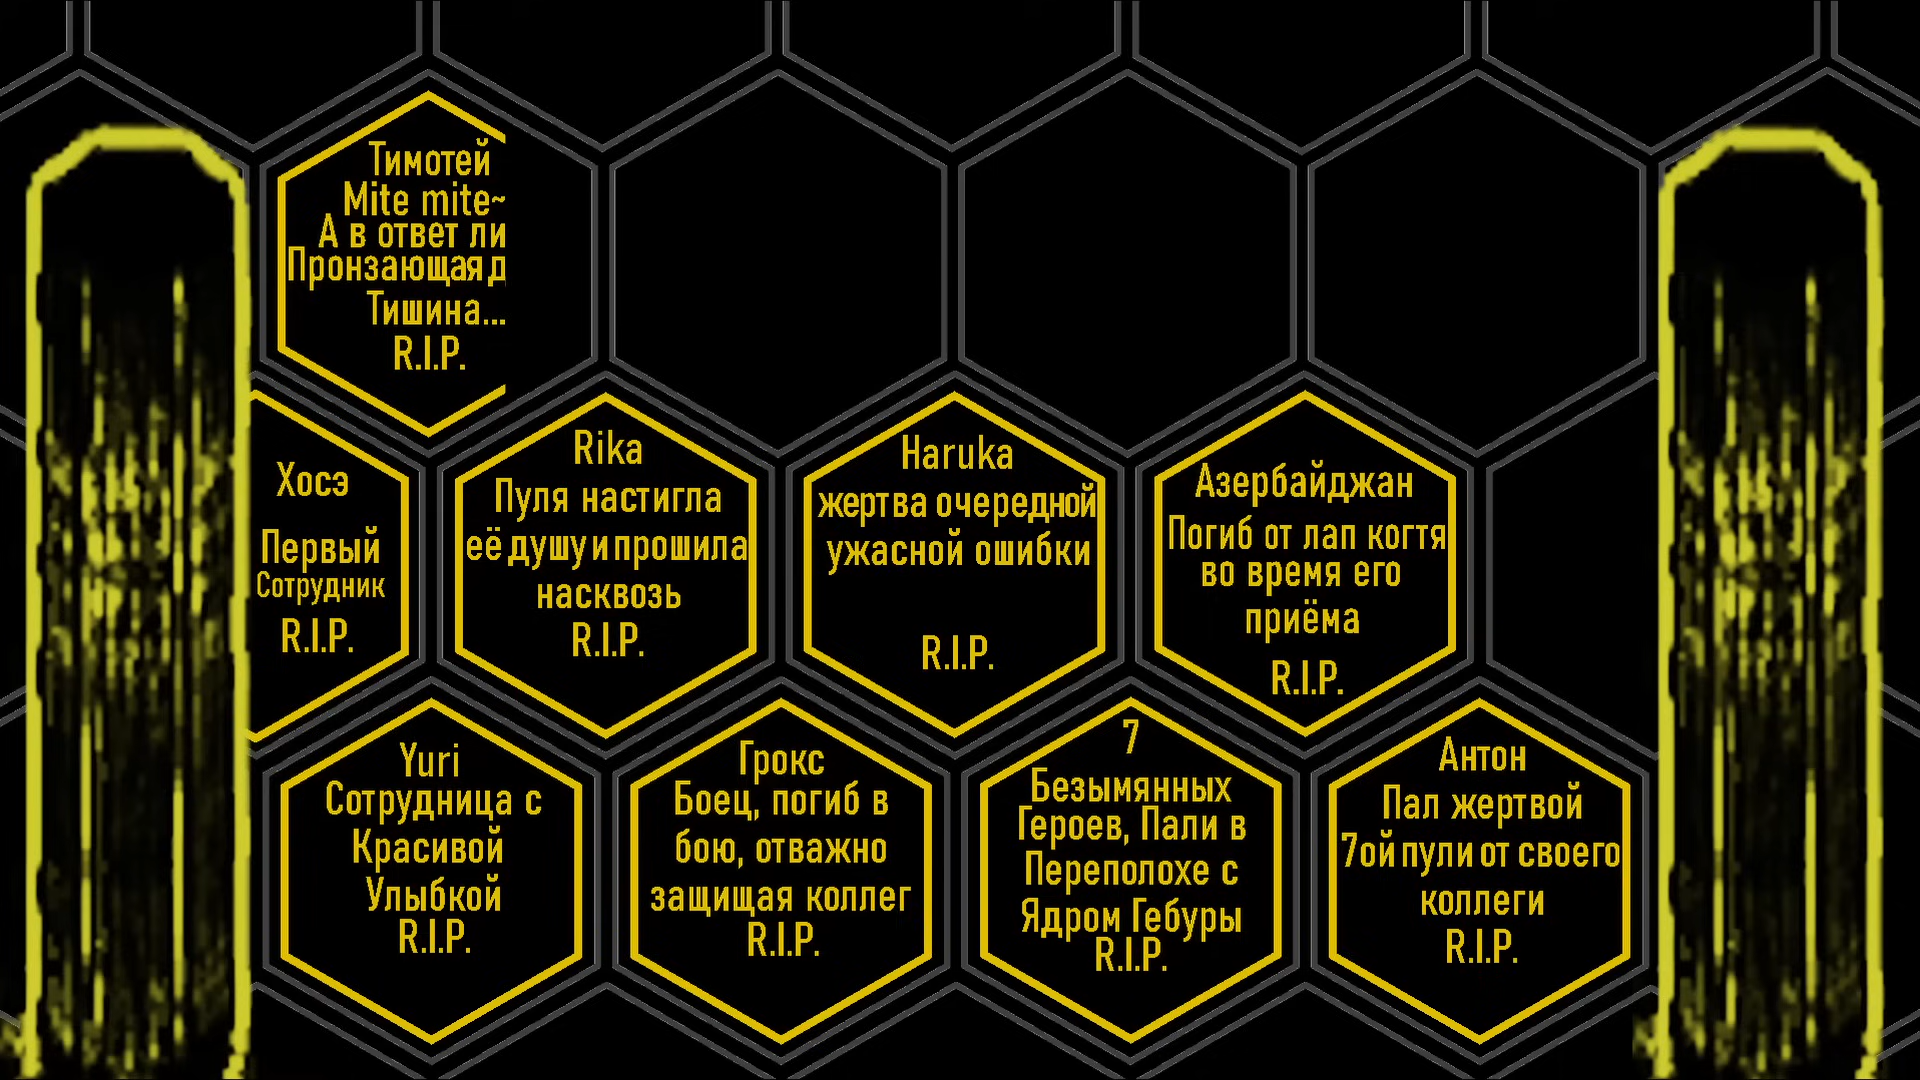 Тимотей
Mite mite~
А в ответ ли
Пронзающая д
Тишина...
R.I.P.
Хосэ
Первый
Сотрудник
R.I.P.
Rika
Пуля настигла
её душу и прошила
насквозь
R.I.P.
Haruka
жертва очередной
ужасной ошибки
R.I.P.
Азербайджан
Погиб от лап когтя
во время его
приёма
R.I.P.
Yuri
Сотрудница с
Красивой
Улыбкой
R.I.P.
Грокс
Боец, погиб в
бою, отважно
защищая коллег
R.I.P.
7
Безымянных
Героев, Пали в
Переполохе с
Ядром Гебуры
R.I.P.
Антон
Пал жертвой
7ой пули от своего
коллеги
R.I.P.